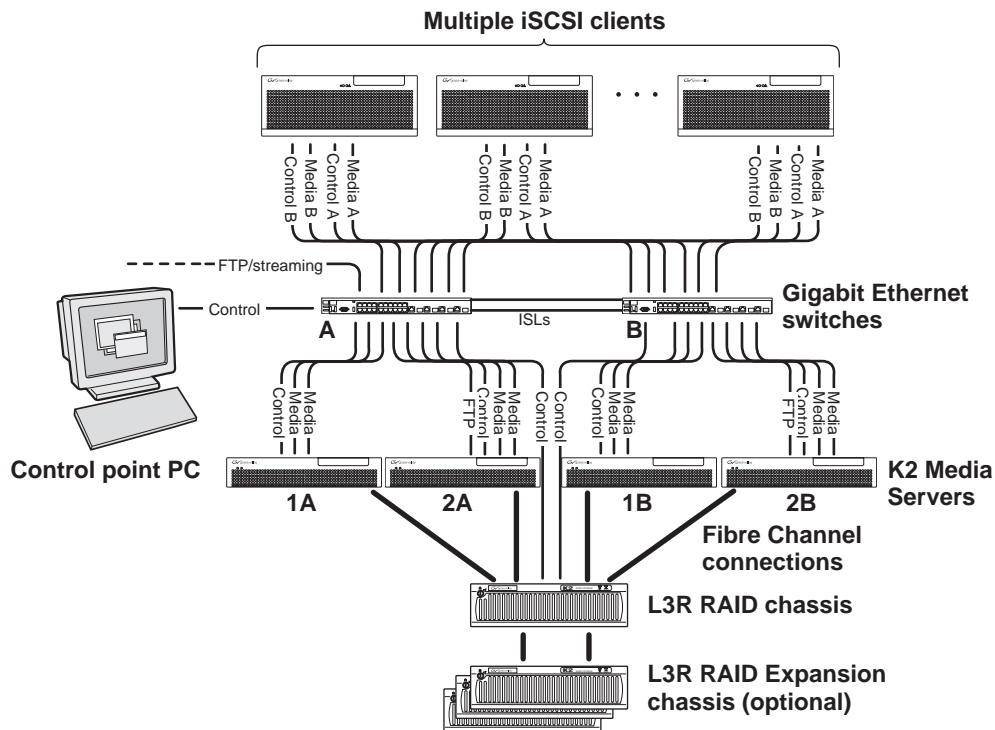 Multiple iSCSI clients
Control B
Media B
Control A
Media A
Control B
Media B
Control A
Media A
Control B
Media B
Control A
Media A
FTP/streaming
Control
A
ISLs
B
Gigabit Ethernet
switches
Control
Media
Media
FTP
Control
Media
Media
Control
Control
Control
Media
Media
FTP
Control
Media
Media
Control point PC
1A
2A
1B
2B
K2 Media
Servers
Fibre Channel
connections
K2
L3R RAID chassis
K2
L3R RAID Expansion
chassis (optional)